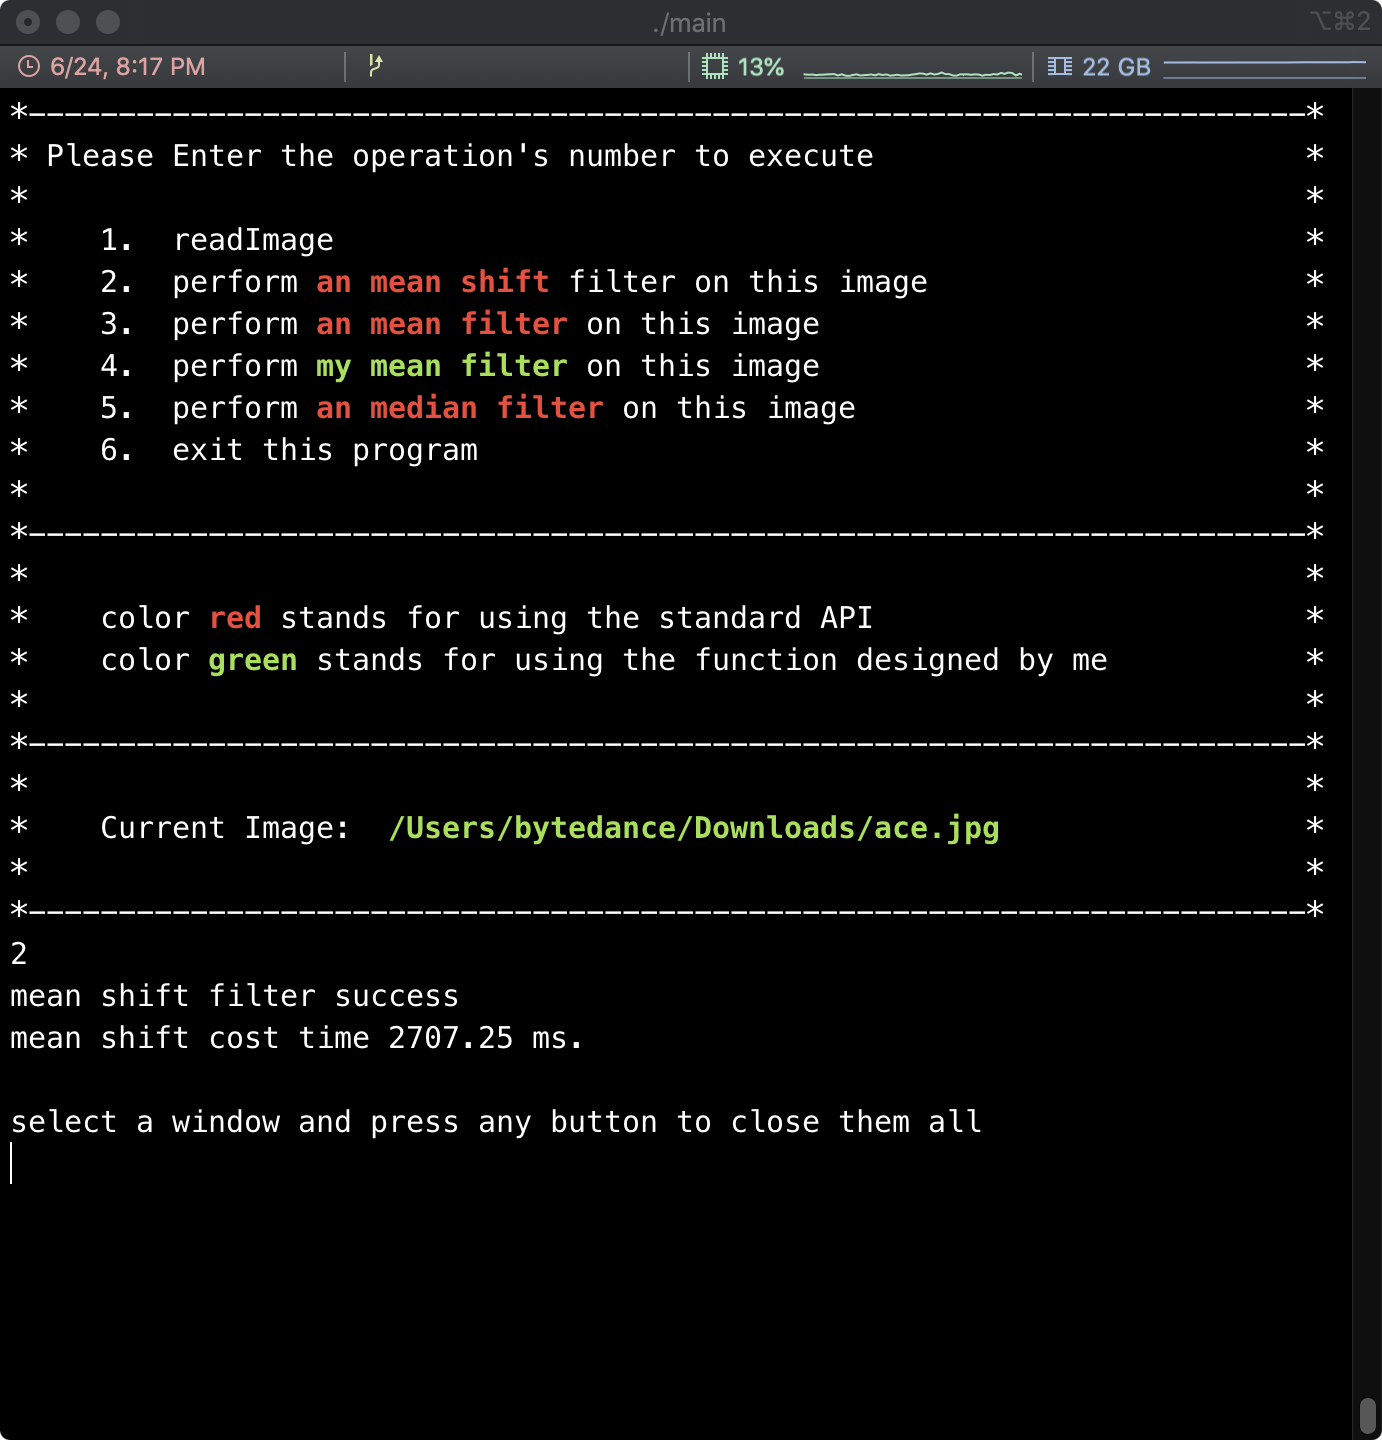 ./main
⌥⌘2
6/24, 8:17 PM
13%
22 GB
*-----------------------------------------------------------------------*
* Please Enter the operation's number to execute                        *
*                                                                       *
*    1.  readImage                                                      *
*    2.  perform an mean shift filter on this image                     *
*    3.  perform an mean filter on this image                           *
*    4.  perform my mean filter on this image                           *
*    5.  perform an median filter on this image                         *
*    6.  exit this program                                              *
*                                                                       *
*-----------------------------------------------------------------------*
*                                                                       *
*    color red stands for using the standard API                        *
*    color green stands for using the function designed by me           *
*                                                                       *
*-----------------------------------------------------------------------*
*                                                                       *
*    Current Image:  /Users/bytedance/Downloads/ace.jpg                 *
*                                                                       *
*-----------------------------------------------------------------------*
2
mean shift filter success
mean shift cost time 2707.25 ms.
select a window and press any button to close them all